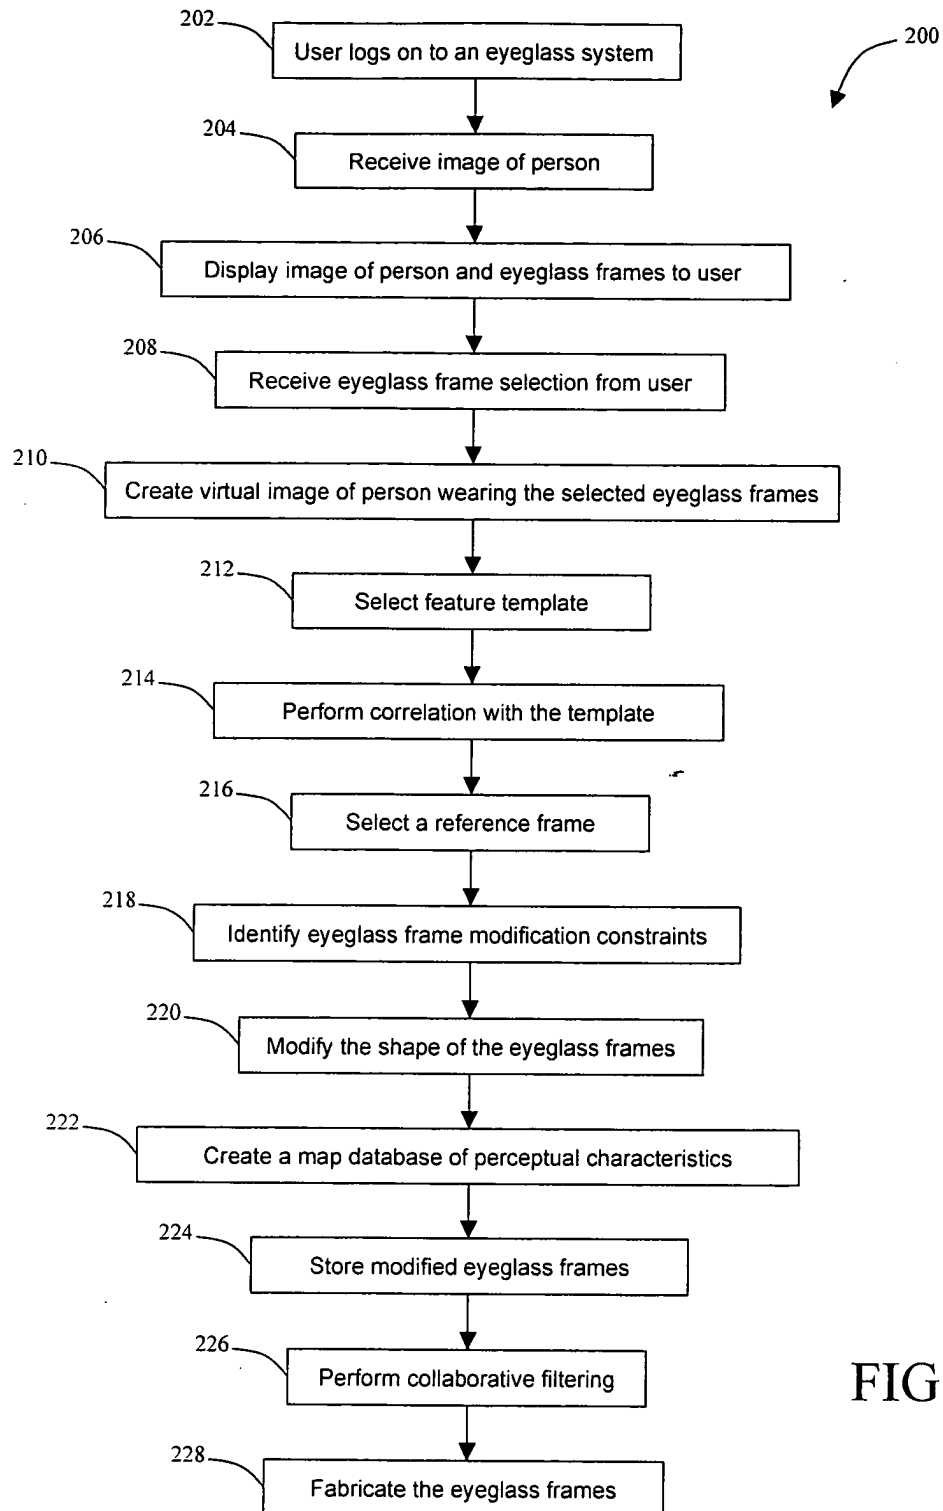 202
User logs on to an eyeglass system
200
204
Receive image of person
206
Display image of person and eyeglass frames to user
208
Receive eyeglass frame selection from user
210
Create virtual image of person wearing the selected eyeglass frames
212
Select feature template
214
Perform correlation with the template
216
Select a reference frame
218
Identify eyeglass frame modification constraints
220
Modify the shape of the eyeglass frames
222
Create a map database of perceptual characteristics
224
Store modified eyeglass frames
226
Perform collaborative filtering
FIG
228
Fabricate the eyeglass frames